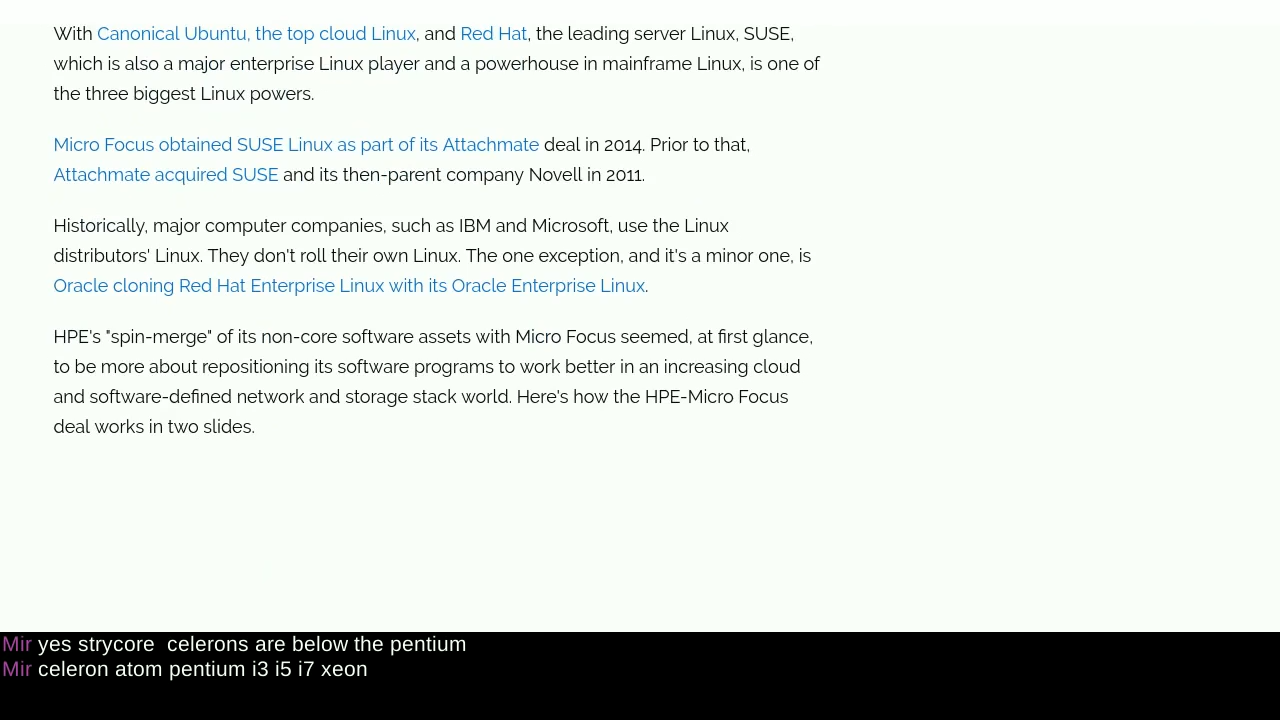 With Canonical Ubuntu, the top cloud Linux, and Red Hat, the leading server Linux, SUSE,
which is also a major enterprise Linux player and a powerhouse in mainframe Linux, is one of
the three biggest Linux powers.
Micro Focus obtained SUSE Linux as part of its Attachmate deal in 2014. Prior to that,
Attachmate acquired SUSE and its then-parent company Novell in 2011.
Historically, major computer companies, such as IBM and Microsoft, use the Linux
distributors' Linux. They don't roll their own Linux. The one exception, and it's a minor one, is
Oracle cloning Red Hat Enterprise Linux with its Oracle Enterprise Linux.
HPE's "spin-merge" of its non-core software assets with Micro Focus seemed, at first glance,
to be more about repositioning its software programs to work better in an increasing cloud
and software-defined network and storage stack world. Here's how the HPE-Micro Focus
deal works in two slides.
Mir yes strycore  celerons are below the pentium
Mir celeron atom pentium i3 i5 i7 xeon